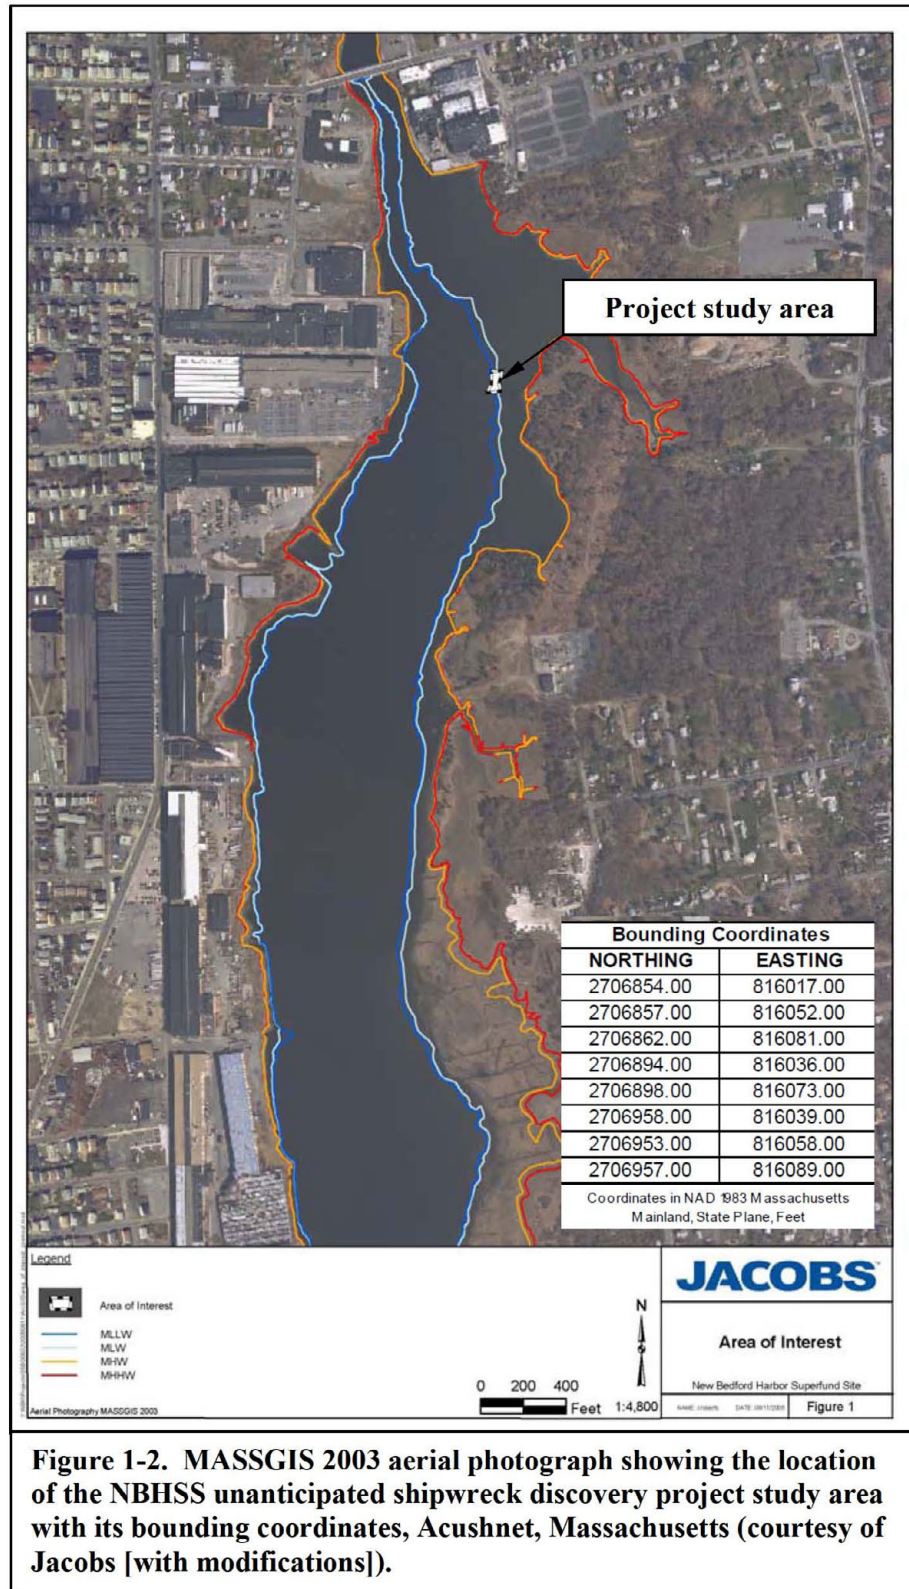 Project study area
Bounding Coordinates
NORTHING EASTING
2706854.00 816017.00
2706857.00 816052.00
2706862.00 816081.00
2706894.00 816036.00
2706898.00 816073.00
2706958.00 816039.00
2706953.00 816058.00
2706957.00 816089.00
Coordinates in NAD 1983 Massachusetts
Mainland, State Plane, Feet
Legend
Area of Interest
MLLW
MLW
MHW
MHHW
Aerial Photography MASSGIS 2003
N
0 200 400
Feet 1:4,800
JACOBS
Area of Interest
New Bedford Harbor Superfund Site
Figure 1
Figure 1-2. MASSGIS 2003 aerial photograph showing the location
of the NBHSS unanticipated shipwreck discovery project study area
with its bounding coordinates, Acushnet, Massachusetts (courtesy of
Jacobs [with modifications]).